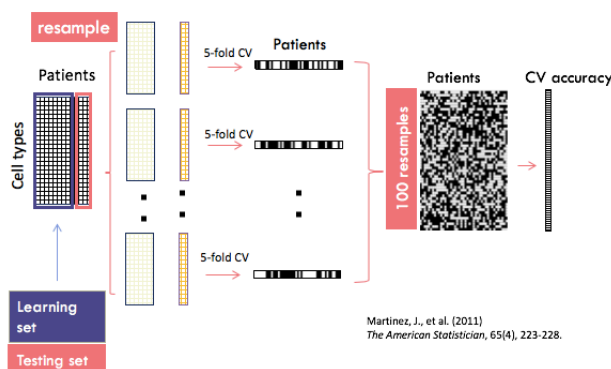 resample
Patients
Cell types
5-fold CV
Patients
5-fold CV
5-fold CV
100 resamples
Patients
CV accuracy
Learning
set
Testing set
Martinez, J., et al. (2011)
The American Statistician, 65(4), 223-228.